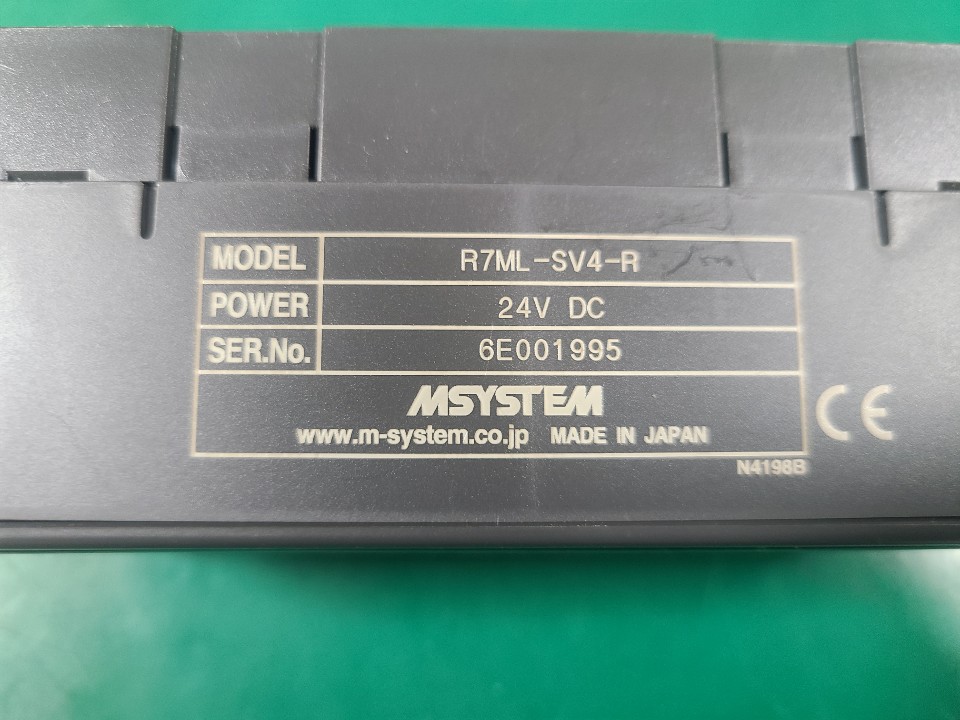 MODEL R7ML-SV4-R
POWER 24V DC
SER.No. 6E001995
MSYSTEM
www.m-system.co.jp MADE IN JAPAN
CE
N4198B